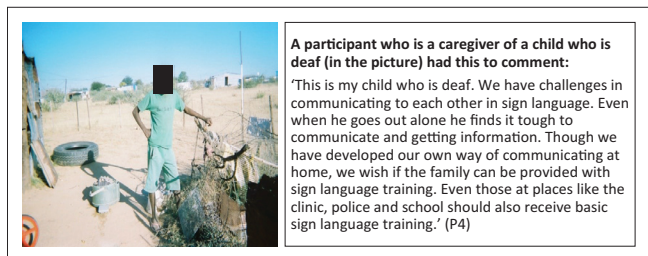 A participant who is a caregiver of a child who is
deaf (in the picture) had this to comment:
‘This is my child who is deaf. We have challenges in
communicating to each other in sign language. Even
when he goes out alone he finds it tough to
communicate and getting information. Though we
have developed our own way of communicating at
home, we wish if the family can be provided with
sign language training. Even those at places like the
clinic, police and school should also receive basic
sign language training.’ (P4)